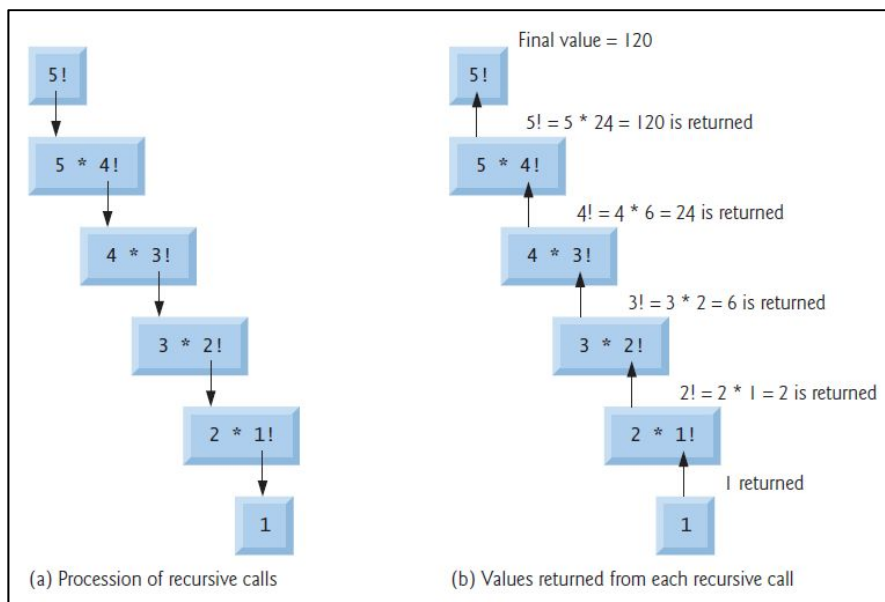 5!
5 * 4!
4 * 3!
3 * 2!
2 * 1!
1
(a) Procession of recursive calls
Final value = 120
5!
5! = 5 * 24 = 120 is returned
5 * 4!
4! = 4 * 6 = 24 is returned
4 * 3!
3! = 3 * 2 = 6 is returned
3 * 2!
2! = 2 * 1 = 2 is returned
2 * 1!
1 returned
1
(b) Values returned from each recursive call